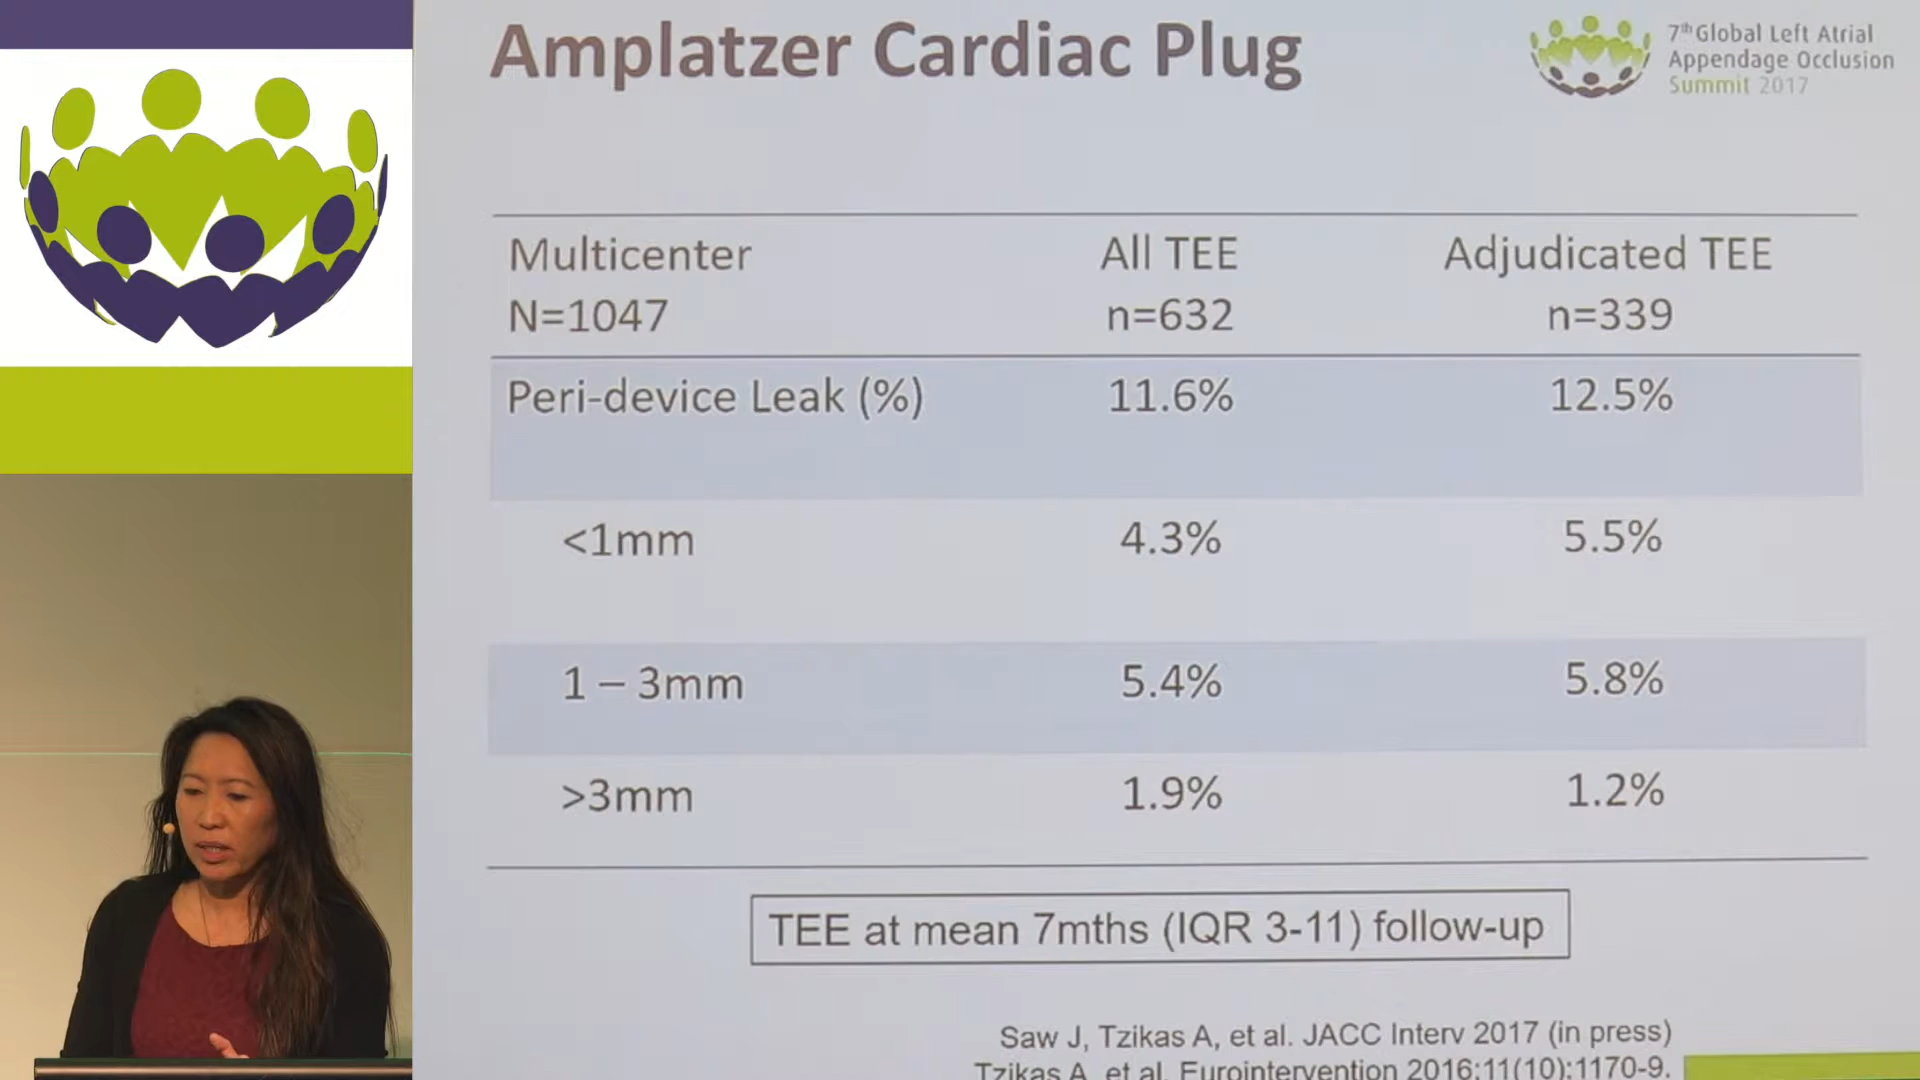 Amplatzer Cardiac Plug
7th Global Left Atrial
Appendage Occlusion
Summit 2017
Multicenter All TEE Adjudicated TEE
N=1047 n=632 n=339
Peri-device Leak (%) 11.6% 12.5%
<1mm 4.3% 5.5%
1 – 3mm 5.4% 5.8%
>3mm 1.9% 1.2%
TEE at mean 7mths (IQR 3-11) follow-up
Saw J, Tzikas A, et al. JACC Interv 2017 (in press)
Tzikas A, et al. Eurointervention 2016;11(10):1170-9.